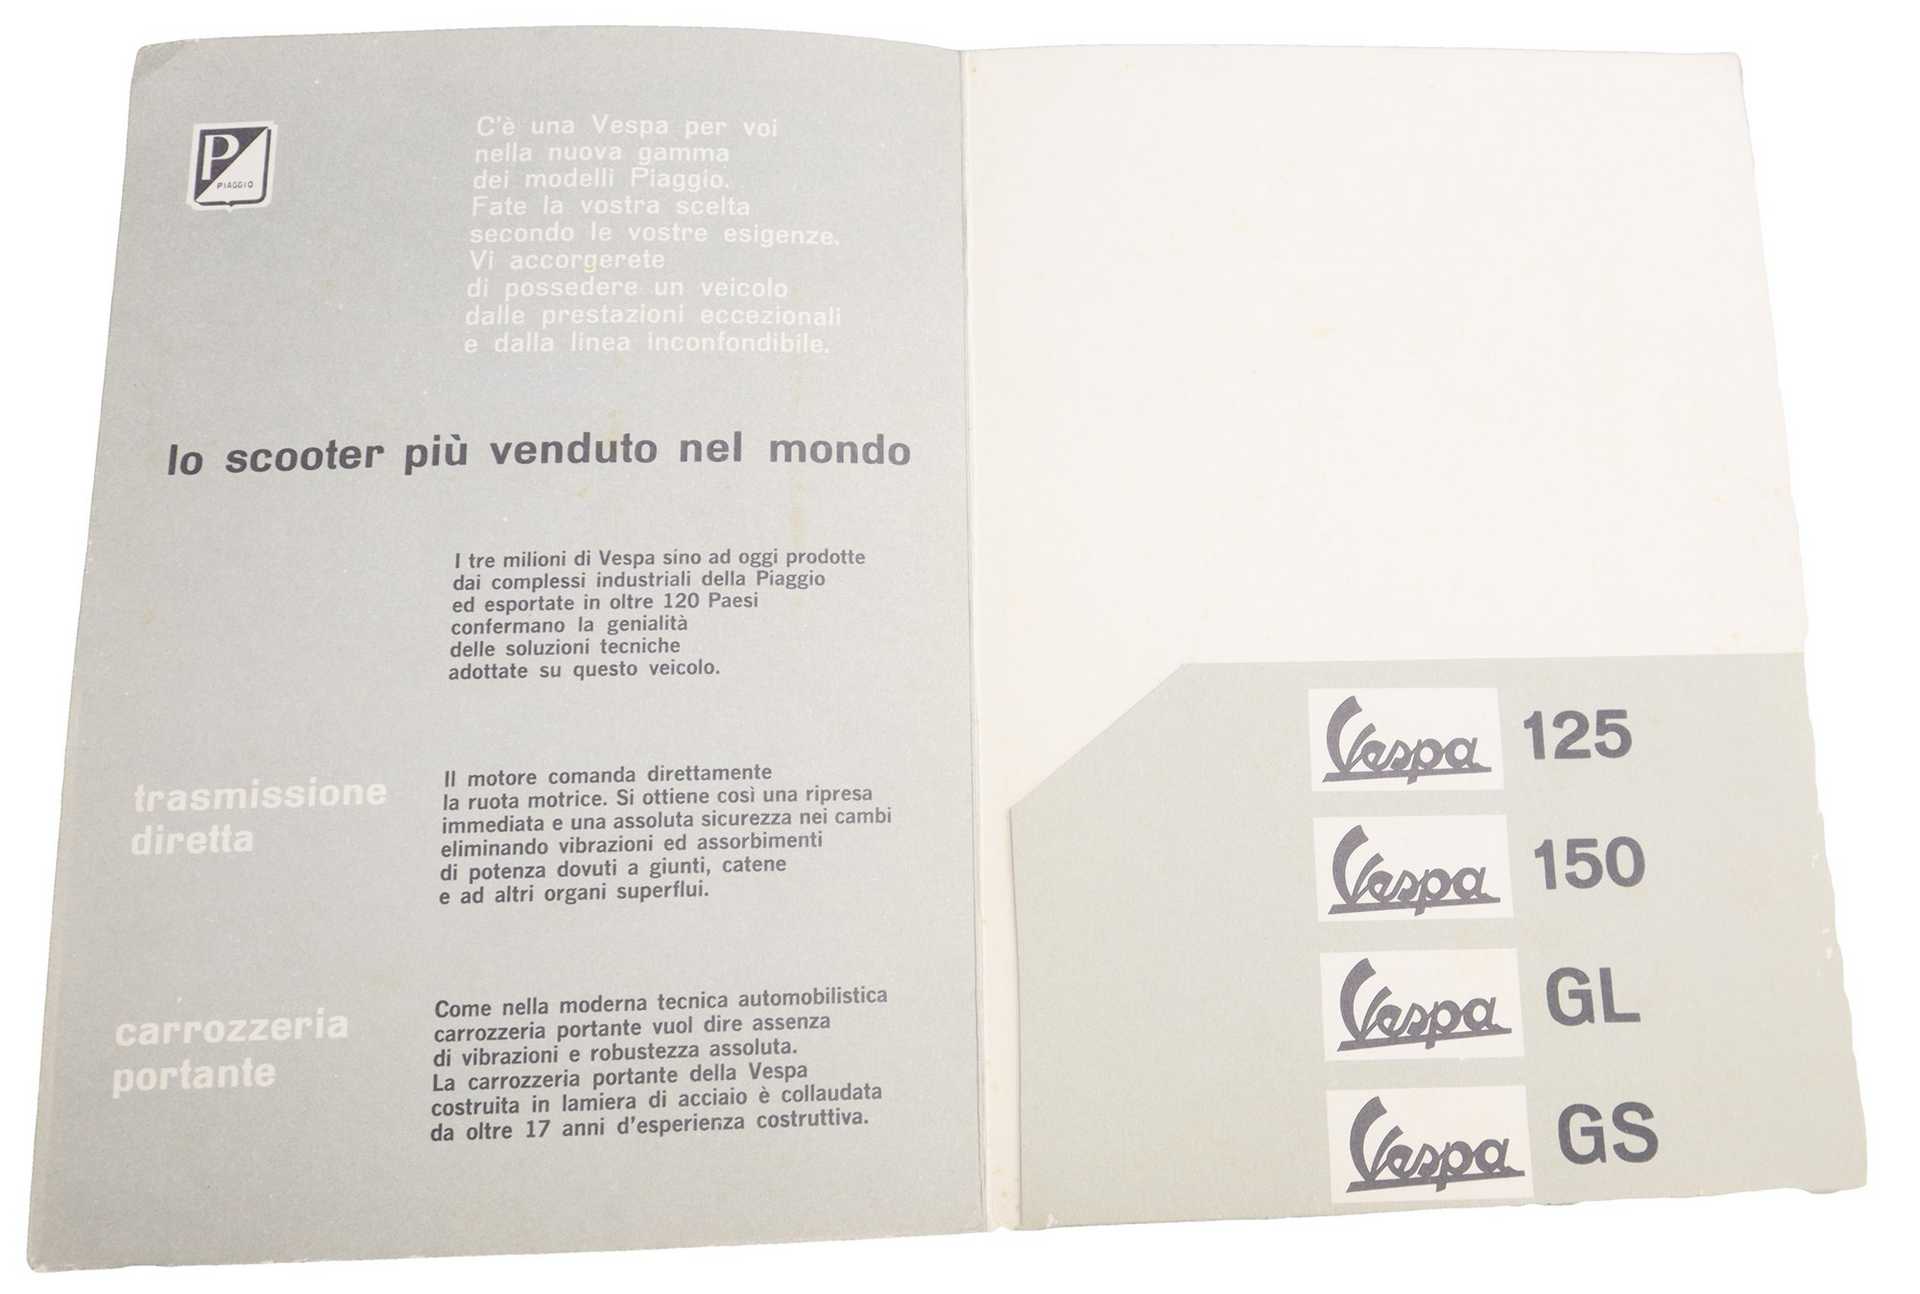 P
PIAGGIO
C'è una Vespa per voi
nella nuova gamma
dei modelli Piaggio.
Fate la vostra scelta
secondo le vostre esigenze.
Vi accorgerete
di possedere un veicolo
dalle prestazioni eccezionali
e dalla linea inconfondibile.
lo scooter più venduto nel mondo
I tre milioni di Vespa sino ad oggi prodotte
dai complessi industriali della Piaggio
ed esportate in oltre 120 Paesi
confermano la genialità
delle soluzioni tecniche
adottate su questo veicolo.
trasmissione
diretta
Il motore comanda direttamente
la ruota motrice. Si ottiene così una ripresa
immediata e una assoluta sicurezza nei cambi
eliminando vibrazioni ed assorbimenti
di potenza dovuti a giunti, catene
e ad altri organi superflui.
carrozzeria
portante
Come nella moderna tecnica automobilistica
carrozzeria portante vuol dire assenza
di vibrazioni e robustezza assoluta.
La carrozzeria portante della Vespa
costruita in lamiera di acciaio è collaudata
da oltre 17 anni d'esperienza costruttiva.
Vespa 125
Vespa 150
Vespa GL
Vespa GS